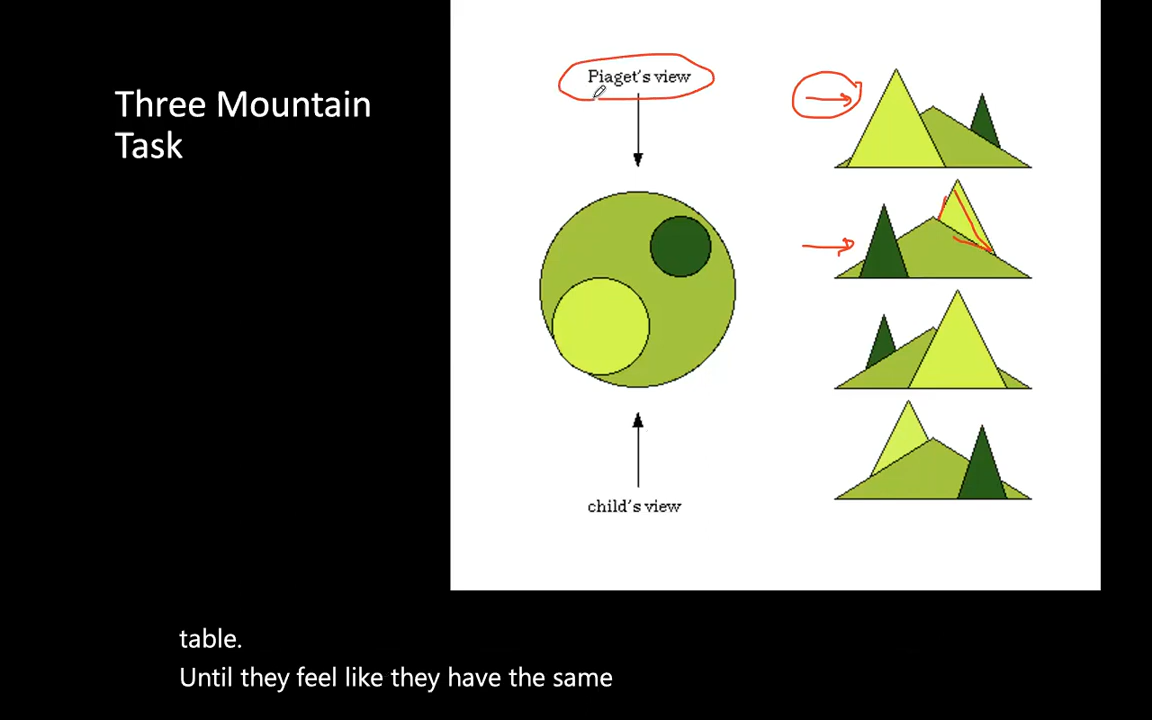 Three Mountain
Task
Piaget's view
child's view
table.
Until they feel like they have the same